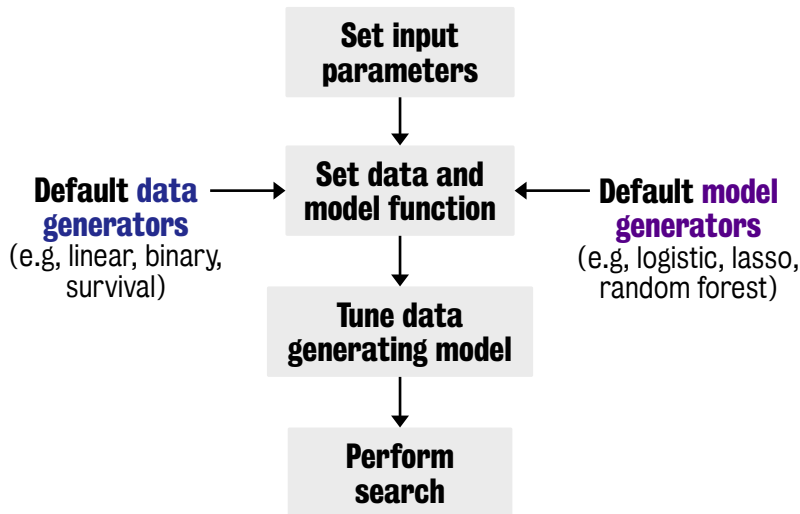 Set input
parameters
Set data and
model function
Default data
generators
(e.g, linear, binary,
survival)
Default model
generators
(e.g, logistic, lasso,
random forest)
Tune data
generating model
Perform
search